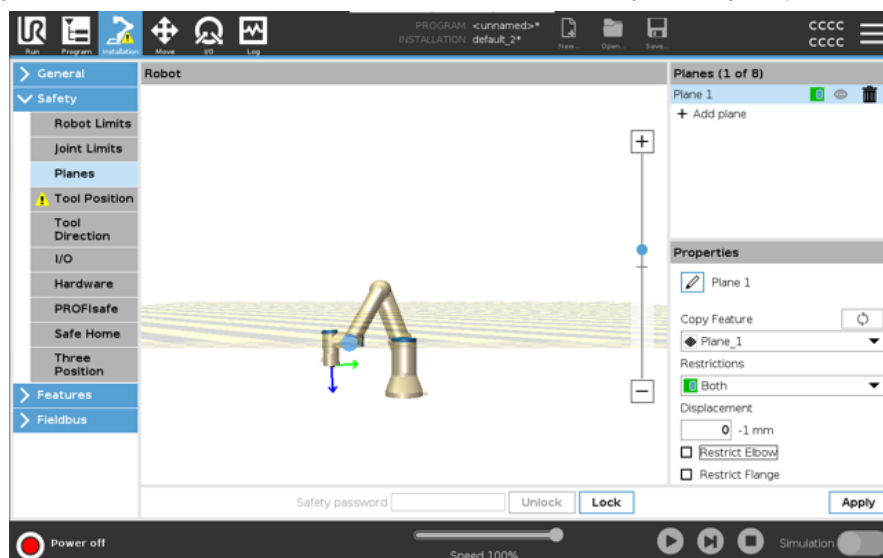 PROGRAM <unnamed>*
INSTALLATION default_2*
CCCC
CCCC
Run Program Installation Move I/O Log New... Open... Save...
General
Safety
Robot Limits
Joint Limits
Planes
Tool Position
Tool
Direction
I/O
Hardware
PROFIsafe
Safe Home
Three
Position
Features
Fieldbus
Robot
+
−
Planes (1 of 8)
Plane 1
+ Add plane
Properties
Plane 1
Copy Feature
Plane_1
Restrictions
Both
Displacement
0 -1 mm
Restrict Elbow
Restrict Flange
Safety password Unlock Lock Apply
Power off
Speed 100%
Simulation